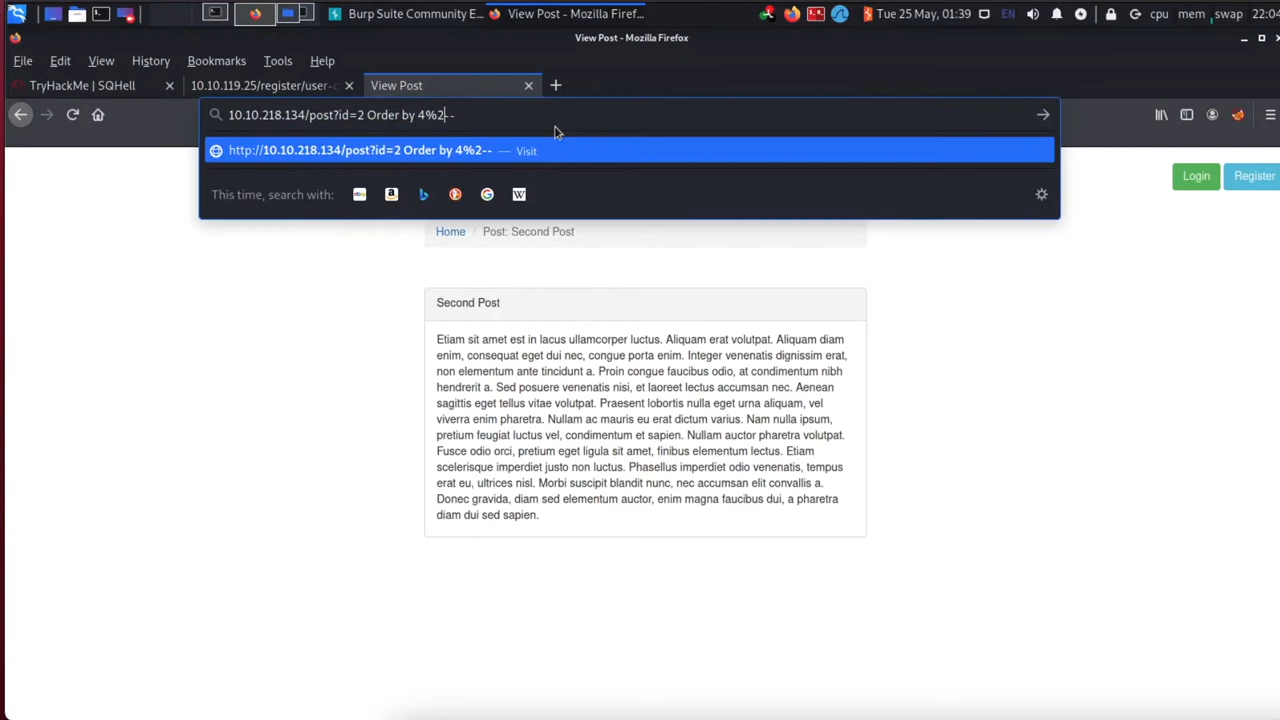 Burp Suite Community E...
View Post - Mozilla Firef...
Tue 25 May, 01:39
EN
cpu
mem
swap
22:04
View Post - Mozilla Firefox
File
Edit
View
History
Bookmarks
Tools
Help
TryHackMe | SQHell
10.10.119.25/register/user-c
View Post
10.10.218.134/post?id=2 Order by 4%2--
http://10.10.218.134/post?id=2 Order by 4%2-- — Visit
This time, search with:
Login
Register
Home / Post: Second Post
Second Post
Etiam sit amet est in lacus ullamcorper luctus. Aliquam erat volutpat. Aliquam diam
enim, consequat eget dui nec, congue porta enim. Integer venenatis dignissim erat,
non elementum ante tincidunt a. Proin congue faucibus odio, at condimentum nibh
hendrerit a. Sed posuere venenatis nisi, et laoreet lectus accumsan nec. Aenean
sagittis eget tellus vitae volutpat. Praesent lobortis nulla eget urna aliquam, vel
viverra enim pharetra. Nullam ac mauris eu erat dictum varius. Nam nulla ipsum,
pretium feugiat luctus vel, condimentum et sapien. Nullam auctor pharetra volutpat.
Fusce odio orci, pretium eget ligula sit amet, finibus elementum lectus. Etiam
scelerisque imperdiet justo non luctus. Phasellus imperdiet odio venenatis, tempus
erat eu, ultrices nisl. Morbi suscipit blandit nunc, nec accumsan elit convallis a.
Donec gravida, diam sed elementum auctor, enim magna faucibus dui, a pharetra
diam dui sed sapien.